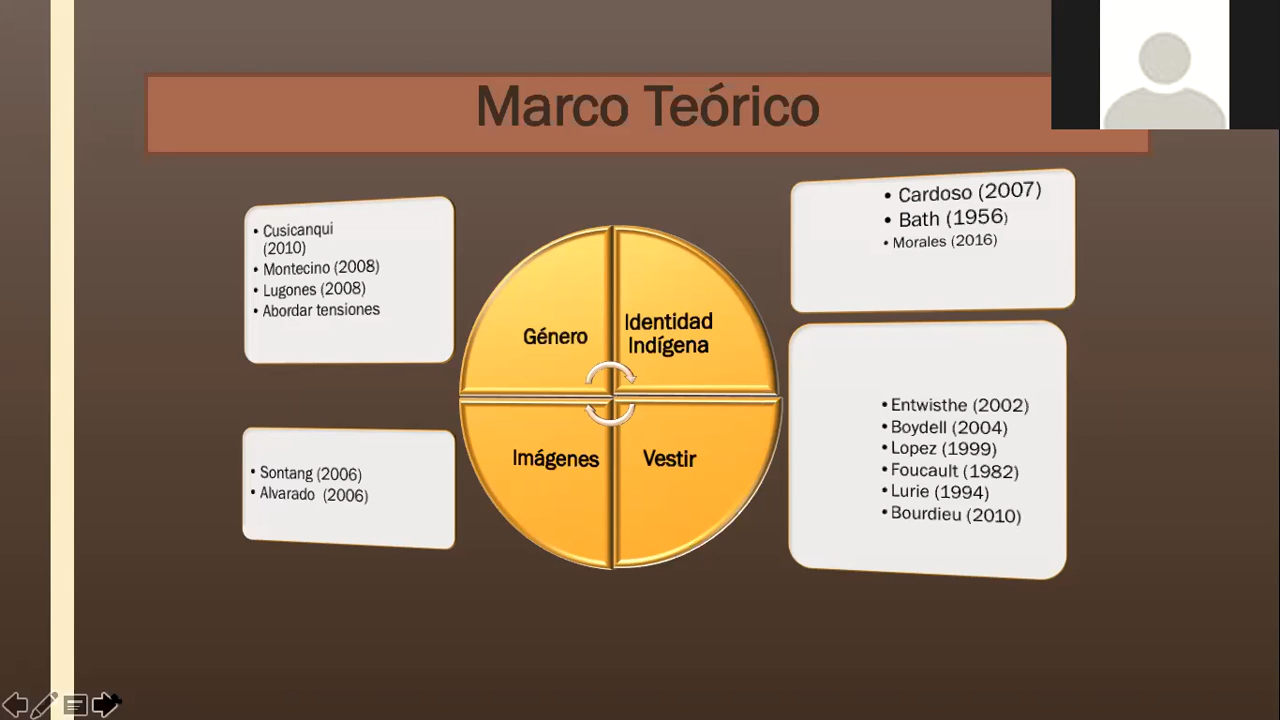 Marco Teórico
• Cusicanqui
(2010)
• Montecino (2008)
• Lugones (2008)
• Abordar tensiones
• Cardoso (2007)
• Bath (1956)
• Morales (2016)
Género
Identidad
Indígena
Imágenes
Vestir
• Sontang (2006)
• Alvarado (2006)
• Entwisthe (2002)
• Boydell (2004)
• Lopez (1999)
• Foucault (1982)
• Lurie (1994)
• Bourdieu (2010)